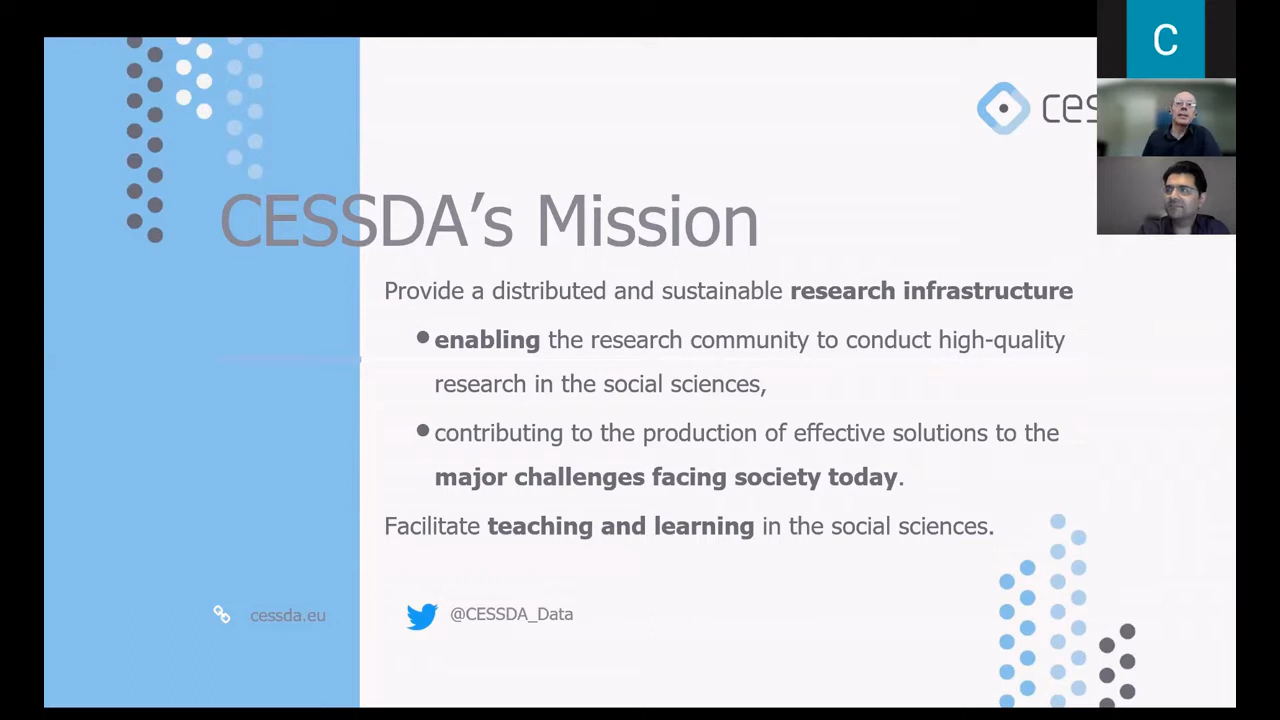 C
ces
CESSDA’s Mission
Provide a distributed and sustainable research infrastructure
●enabling the research community to conduct high-quality
research in the social sciences,
●contributing to the production of effective solutions to the
major challenges facing society today.
Facilitate teaching and learning in the social sciences.
cessda.eu
@CESSDA_Data